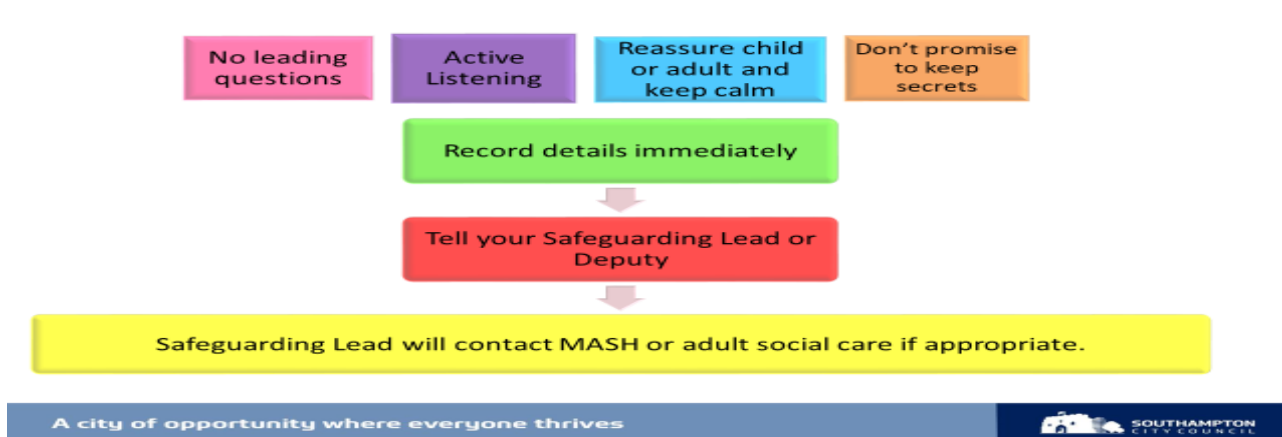 No leading
questions
Active
Listening
Reassure child
or adult and
keep calm
Don’t promise
to keep
secrets
Record details immediately
Tell your Safeguarding Lead or
Deputy
Safeguarding Lead will contact MASH or adult social care if appropriate.
A city of opportunity where everyone thrives
SOUTHAMPTON
CITY COUNCIL